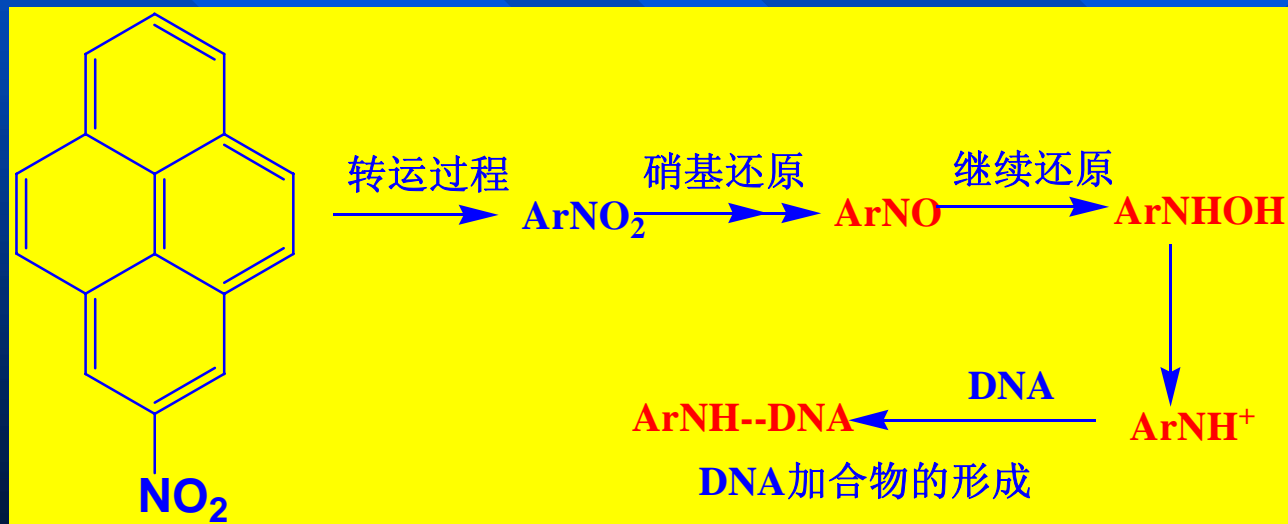 转运过程
硝基还原
继续还原
ArNO₂
ArNO
ArNHOH
DNA
ArNH--DNA
ArNH⁺
DNA加合物的形成
NO₂